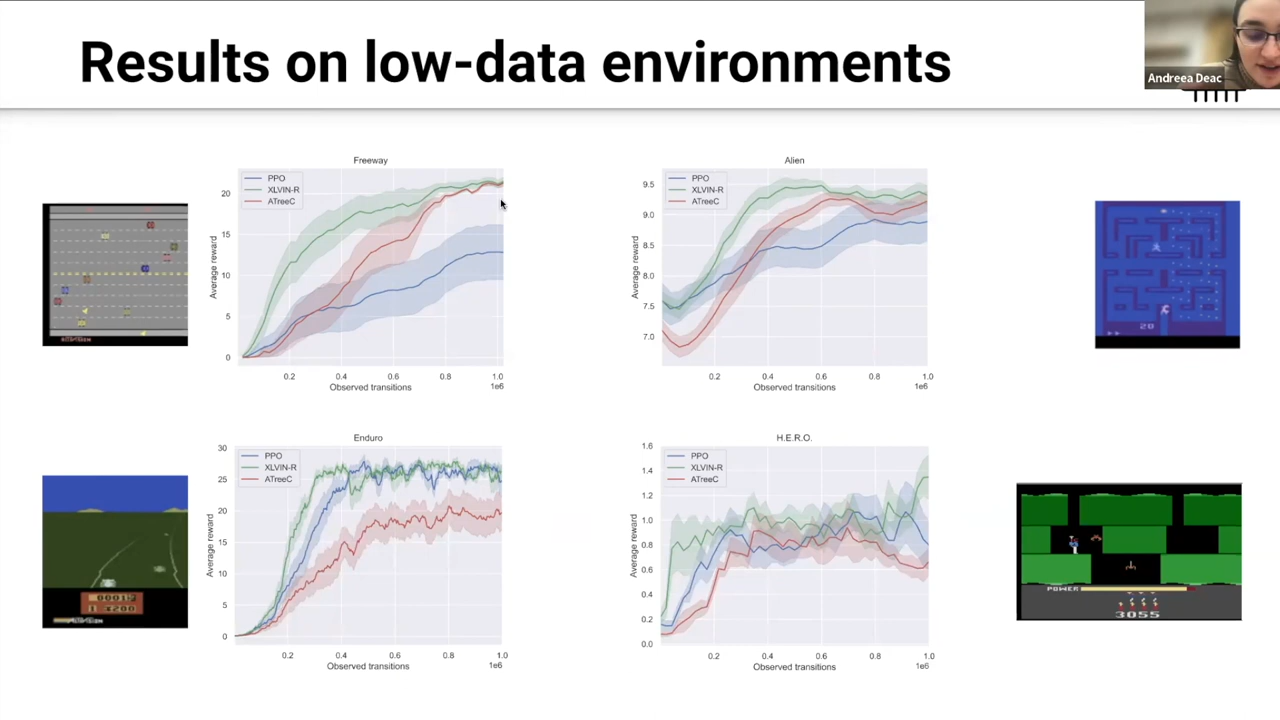 Results on low-data environments
Andreea Deac
Freeway
PPO
XLVIN-R
ATreeC
Average reward
20
15
10
5
0
0.2
0.4
0.6
0.8
1.0
1e6
Observed transitions
Alien
PPO
XLVIN-R
ATreeC
Average reward
9.5
9.0
8.5
8.0
7.5
7.0
0.2
0.4
0.6
0.8
1.0
1e6
Observed transitions
20
Enduro
PPO
XLVIN-R
ATreeC
Average reward
30
25
20
15
10
5
0
0.2
0.4
0.6
0.8
1.0
1e6
Observed transitions
H.E.R.O.
PPO
XLVIN-R
ATreeC
Average reward
1.6
1.4
1.2
1.0
0.8
0.6
0.4
0.2
0.0
0.2
0.4
0.6
0.8
1.0
1e6
Observed transitions
POWER
3055